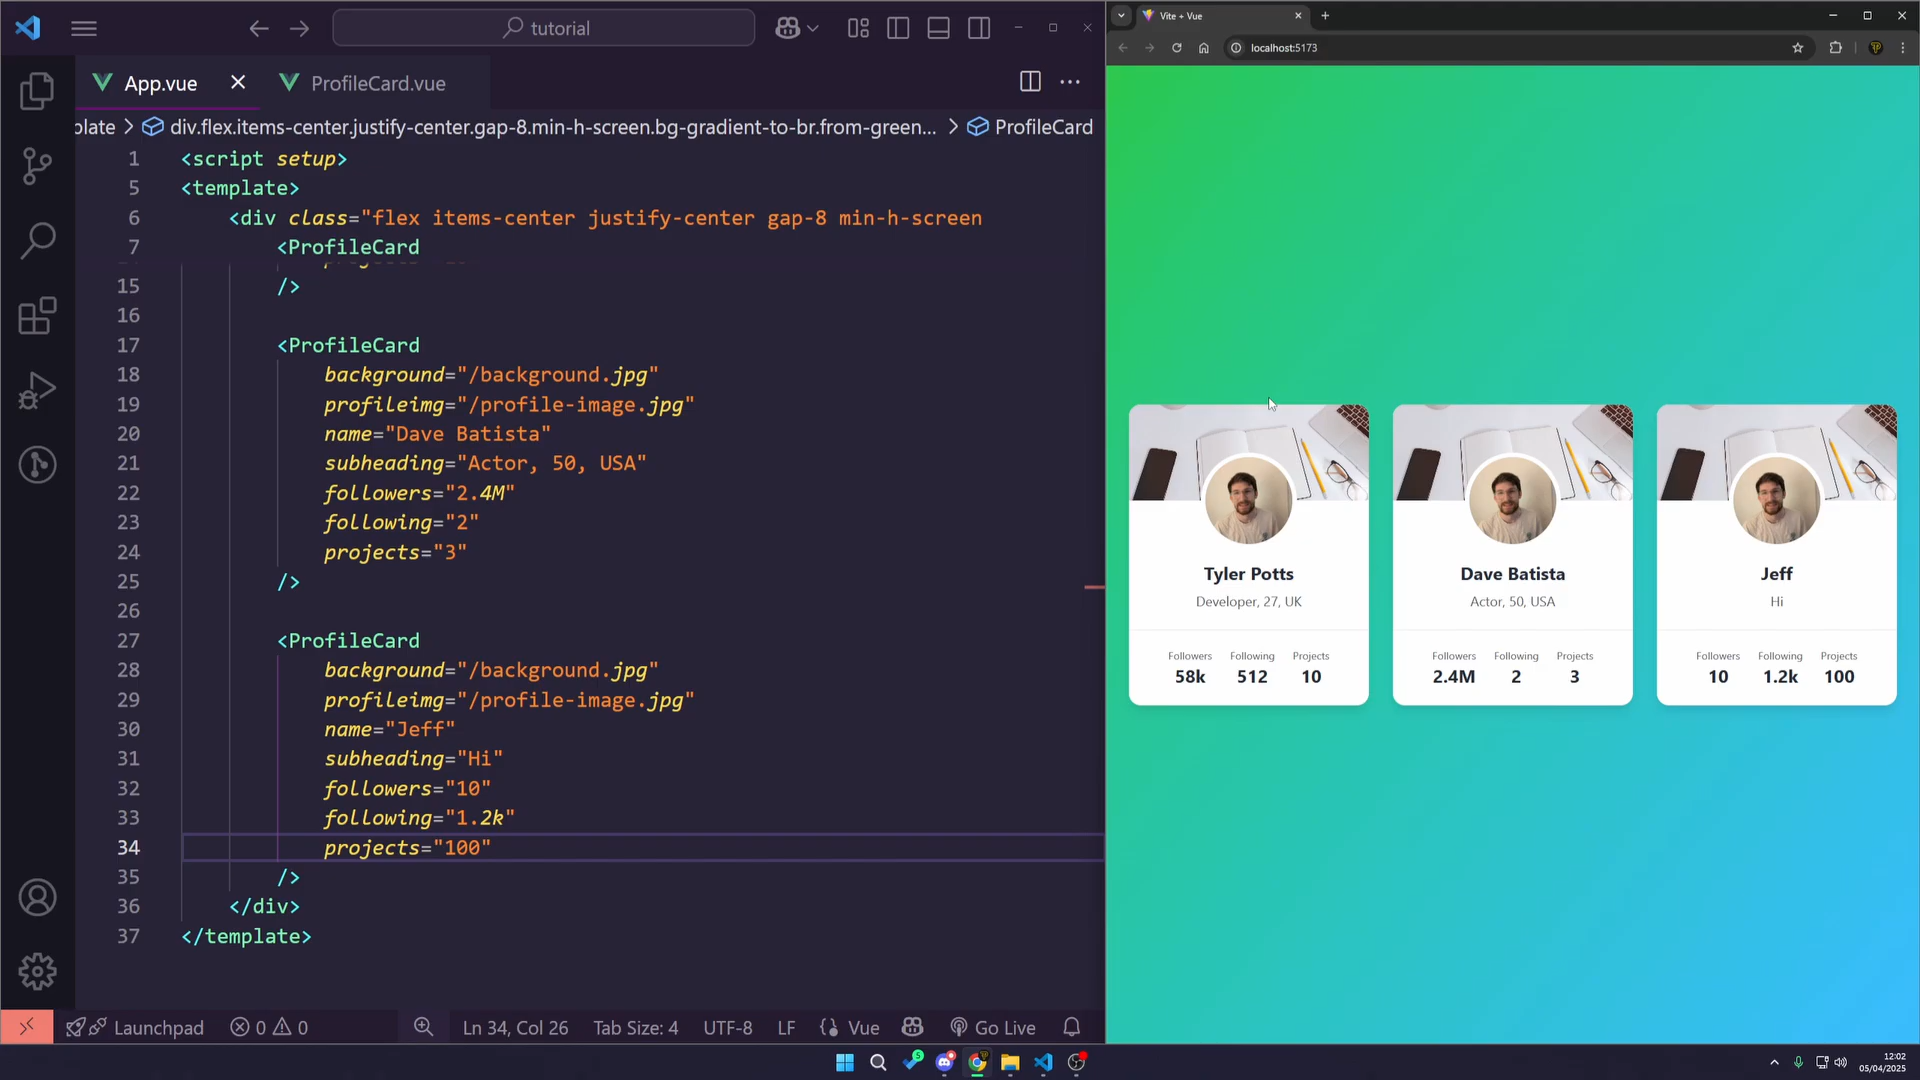 tutorial
App.vue
ProfileCard.vue
plate > div.flex.items-center.justify-center.gap-8.min-h-screen.bg-gradient-to-br.from-green... > ProfileCard
1 <script setup>
5 <template>
6 <div class="flex items-center justify-center gap-8 min-h-screen
7 <ProfileCard
15 />
16
17 <ProfileCard
18 background="/background.jpg"
19 profileimg="/profile-image.jpg"
20 name="Dave Batista"
21 subheading="Actor, 50, USA"
22 followers="2.4M"
23 following="2"
24 projects="3"
25 />
26
27 <ProfileCard
28 background="/background.jpg"
29 profileimg="/profile-image.jpg"
30 name="Jeff"
31 subheading="Hi"
32 followers="10"
33 following="1.2k"
34 projects="100"
35 />
36 </div>
37 </template>
Launchpad 0 0 Ln 34, Col 26 Tab Size: 4 UTF-8 LF {} Vue Go Live
Vite + Vue
localhost:5173
Tyler Potts
Developer, 27, UK
Followers Following Projects
58k 512 10
Dave Batista
Actor, 50, USA
Followers Following Projects
2.4M 2 3
Jeff
Hi
Followers Following Projects
10 1.2k 100
5
12:02
05/04/2025